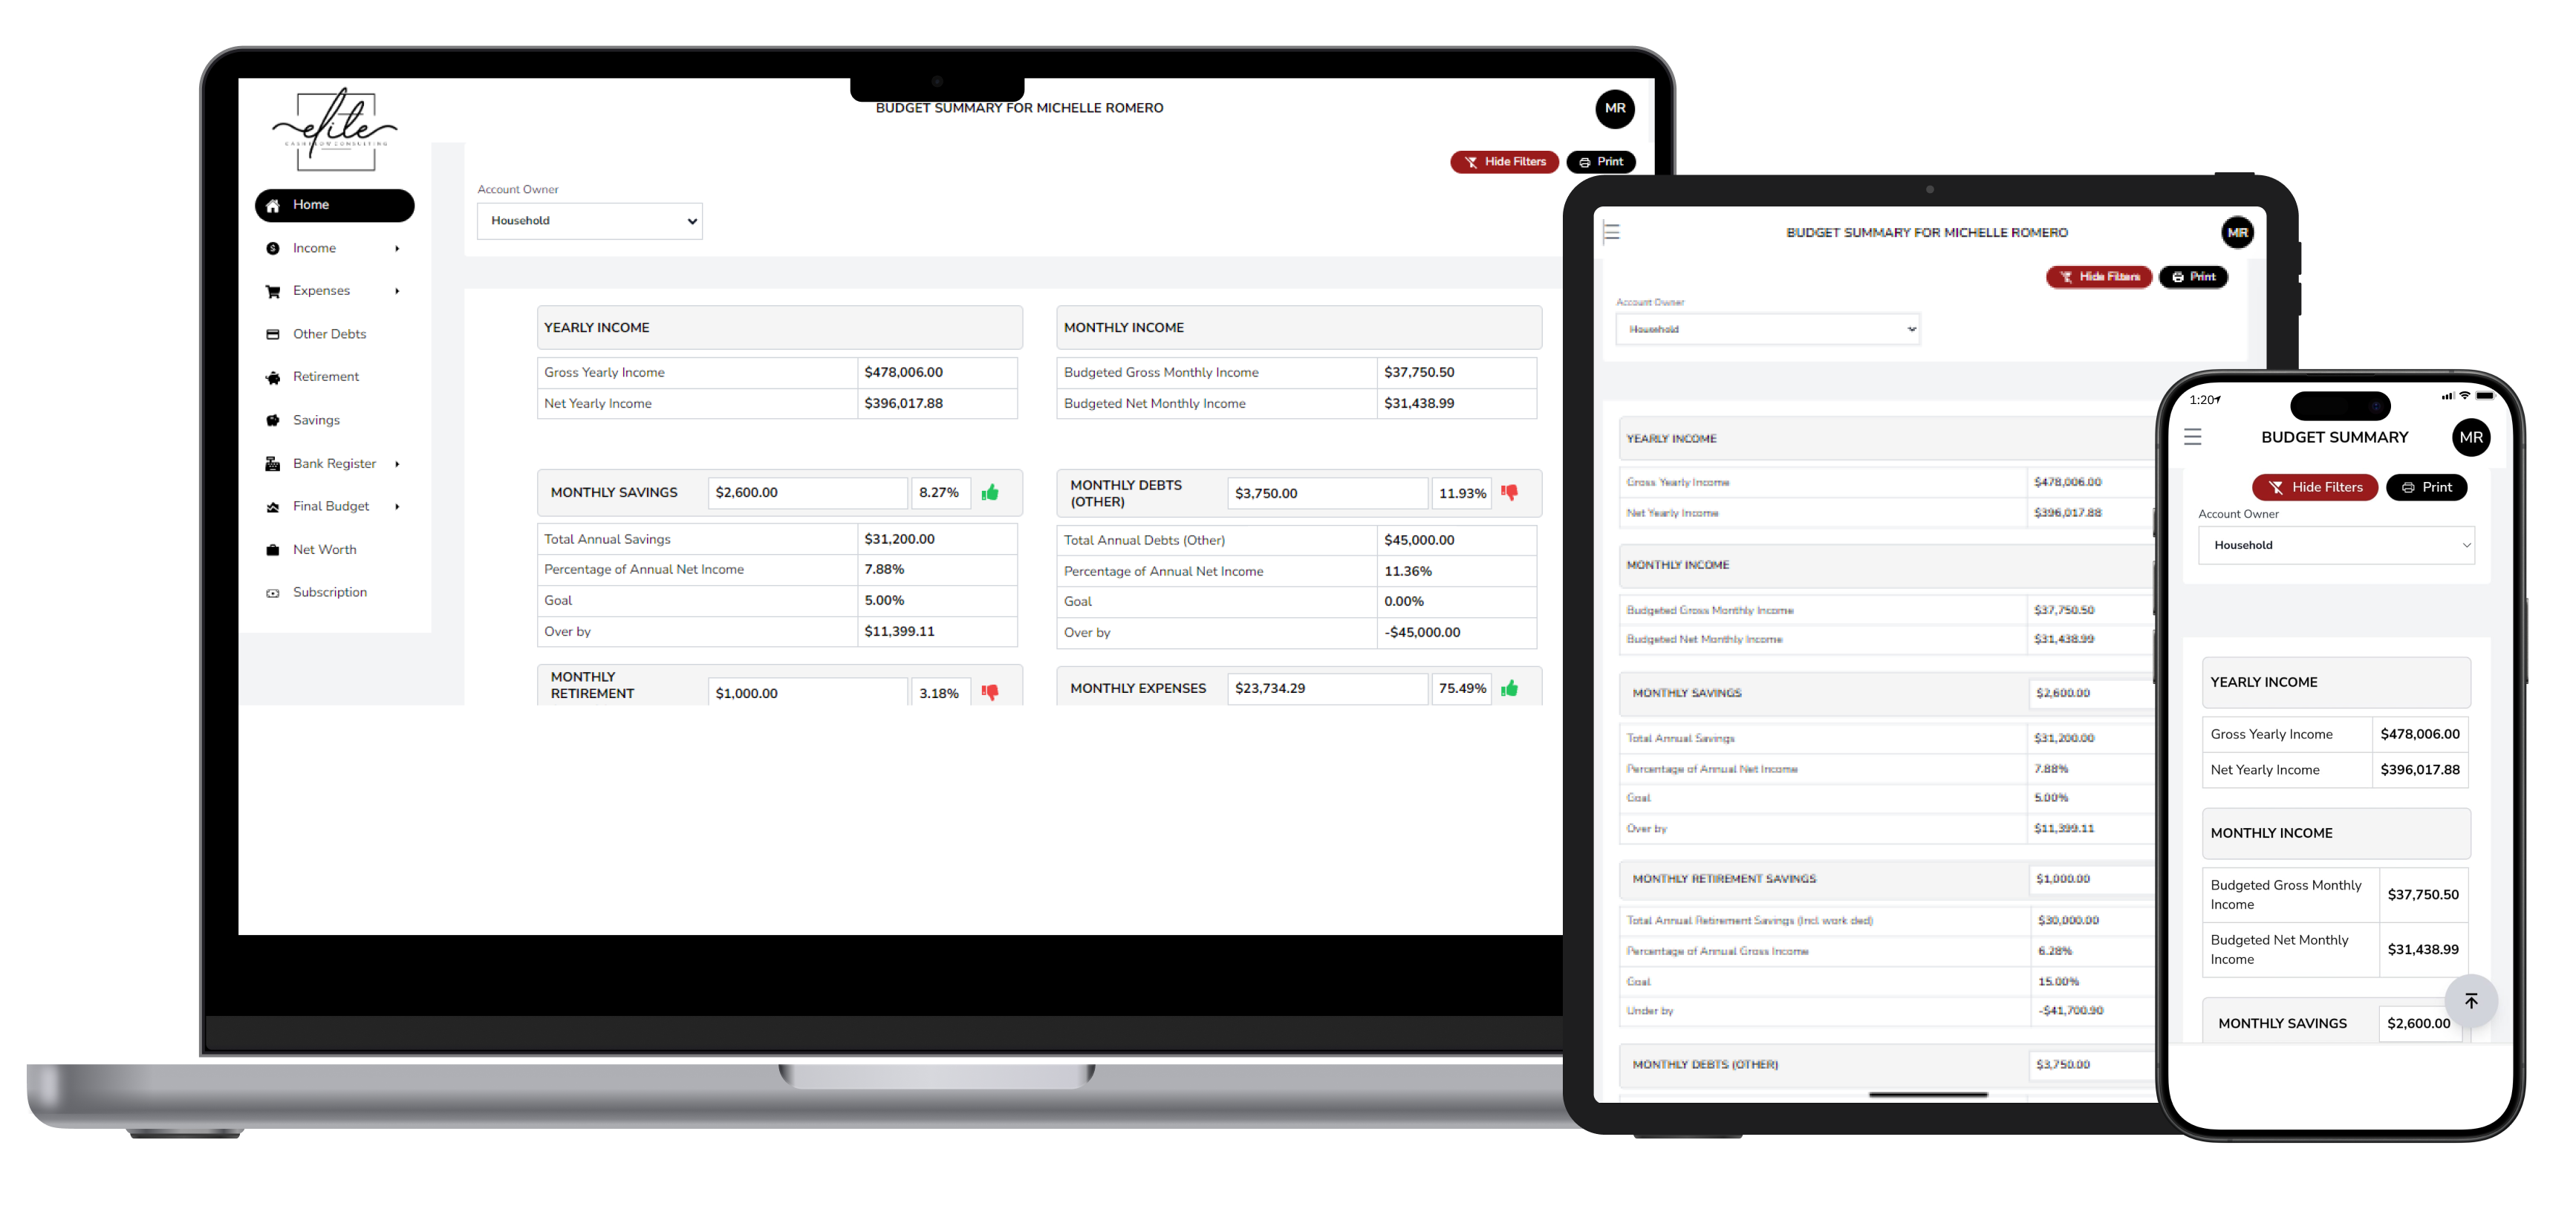 elite
CASHFLOW CONSULTING
BUDGET SUMMARY FOR MICHELLE ROMERO
MR
Hide Filters
Print
Home
Income
Expenses
Other Debts
Retirement
Savings
Bank Register
Final Budget
Net Worth
Subscription
Account Owner
Household
YEARLY INCOME
Gross Yearly Income $478,006.00
Net Yearly Income $396,017.88
MONTHLY INCOME
Budgeted Gross Monthly Income $37,750.50
Budgeted Net Monthly Income $31,438.99
MONTHLY SAVINGS $2,600.00 8.27%
Total Annual Savings $31,200.00
Percentage of Annual Net Income 7.88%
Goal 5.00%
Over by $11,399.11
MONTHLY DEBTS
(OTHER) $3,750.00 11.93%
Total Annual Debts (Other) $45,000.00
Percentage of Annual Net Income 11.36%
Goal 0.00%
Over by -$45,000.00
MONTHLY
RETIREMENT $1,000.00 3.18%
MONTHLY EXPENSES $23,734.29 75.49%
BUDGET SUMMARY FOR MICHELLE ROMERO
MR
Hide Filters
Print
Account Owner
Household
YEARLY INCOME
Gross Yearly Income $478,006.00
Net Yearly Income $396,017.88
MONTHLY INCOME
Budgeted Gross Monthly Income $37,750.50
Budgeted Net Monthly Income $31,438.99
MONTHLY SAVINGS $2,600.00
Total Annual Savings $31,200.00
Percentage of Annual Net Income 7.88%
Goal 5.00%
Over by $11,399.11
MONTHLY RETIREMENT SAVINGS $1,000.00
Total Annual Retirement Savings (Incl. work ded) $30,000.00
Percentage of Annual Gross Income 6.28%
Goal 15.00%
Under by -$41,700.90
MONTHLY DEBTS (OTHER) $3,750.00
1:20
BUDGET SUMMARY
MR
Hide Filters
Print
Account Owner
Household
YEARLY INCOME
Gross Yearly Income $478,006.00
Net Yearly Income $396,017.88
MONTHLY INCOME
Budgeted Gross Monthly
Income $37,750.50
Budgeted Net Monthly
Income $31,438.99
MONTHLY SAVINGS $2,600.00